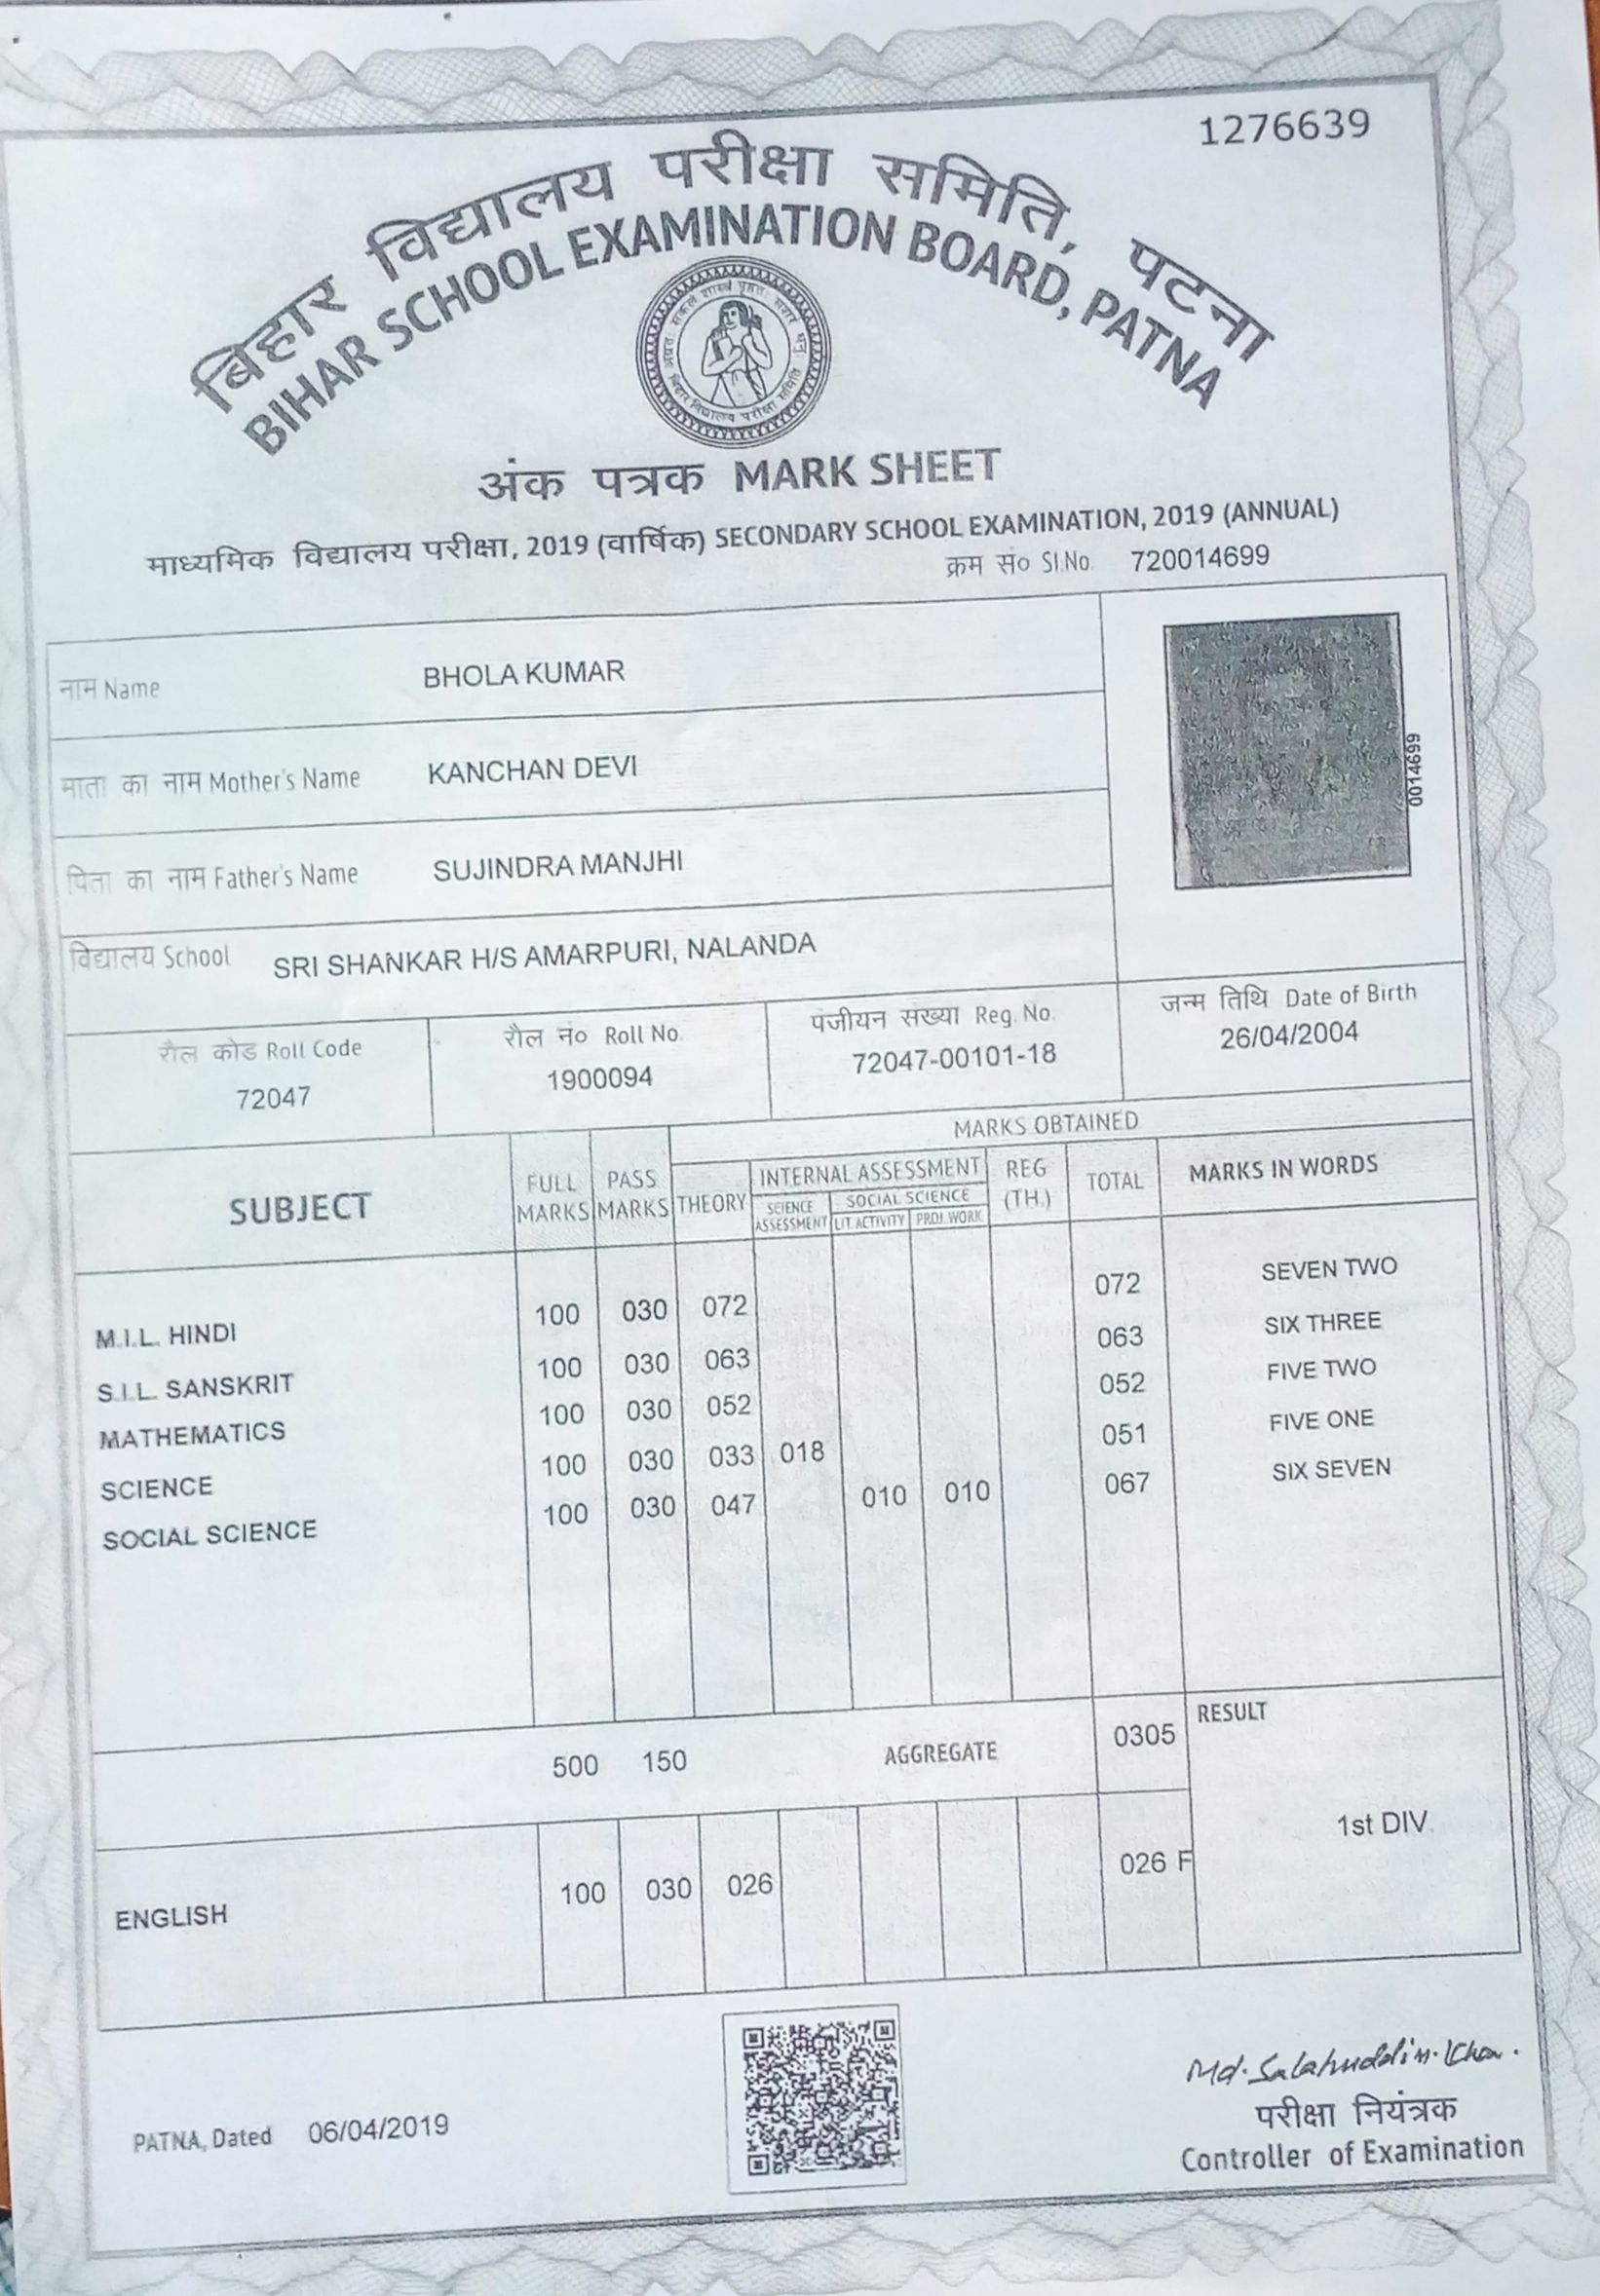 1276639
बिहार विद्यालय परीक्षा समिति, पटना
BIHAR SCHOOL EXAMINATION BOARD, PATNA
बिहार विद्यालय परीक्षा समिति
अंक पत्रक MARK SHEET
माध्यमिक विद्यालय परीक्षा, 2019 (वार्षिक) SECONDARY SCHOOL EXAMINATION, 2019 (ANNUAL)
क्रम सं० Sl.No. 720014699
नाम Name BHOLA KUMAR
माता का नाम Mother's Name KANCHAN DEVI
0014699
पिता का नाम Father's Name SUJINDRA MANJHI
विद्यालय School SRI SHANKAR H/S AMARPURI, NALANDA
रौल कोड Roll Code रौल नं० Roll No. पंजीयन संख्या Reg. No. जन्म तिथि Date of Birth
72047 1900094 72047-00101-18 26/04/2004
MARKS OBTAINED
SUBJECT FULL MARKS PASS MARKS THEORY INTERNAL ASSESSMENT REG (TH.) TOTAL MARKS IN WORDS
SCIENCE ASSESSMENT SOCIAL SCIENCE
LIT. ACTIVITY PROJ. WORK
M.I.L. HINDI 100 030 072 072 SEVEN TWO
S.I.L. SANSKRIT 100 030 063 063 SIX THREE
MATHEMATICS 100 030 052 052 FIVE TWO
SCIENCE 100 030 033 018 051 FIVE ONE
SOCIAL SCIENCE 100 030 047 010 010 067 SIX SEVEN
500 150 AGGREGATE 0305 RESULT
1st DIV.
ENGLISH 100 030 026 026 F
Md. Salahuddin Khan.
परीक्षा नियंत्रक
PATNA, Dated 06/04/2019
Controller of Examination